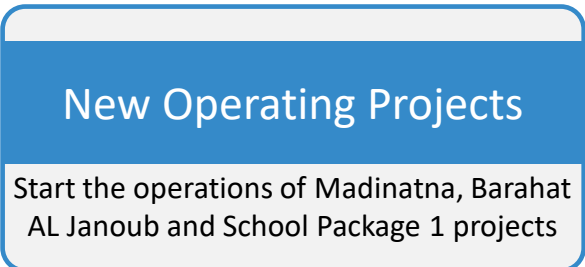 New Operating Projects
Start the operations of Madinatna, Barahat
AL Janoub and School Package 1 projects